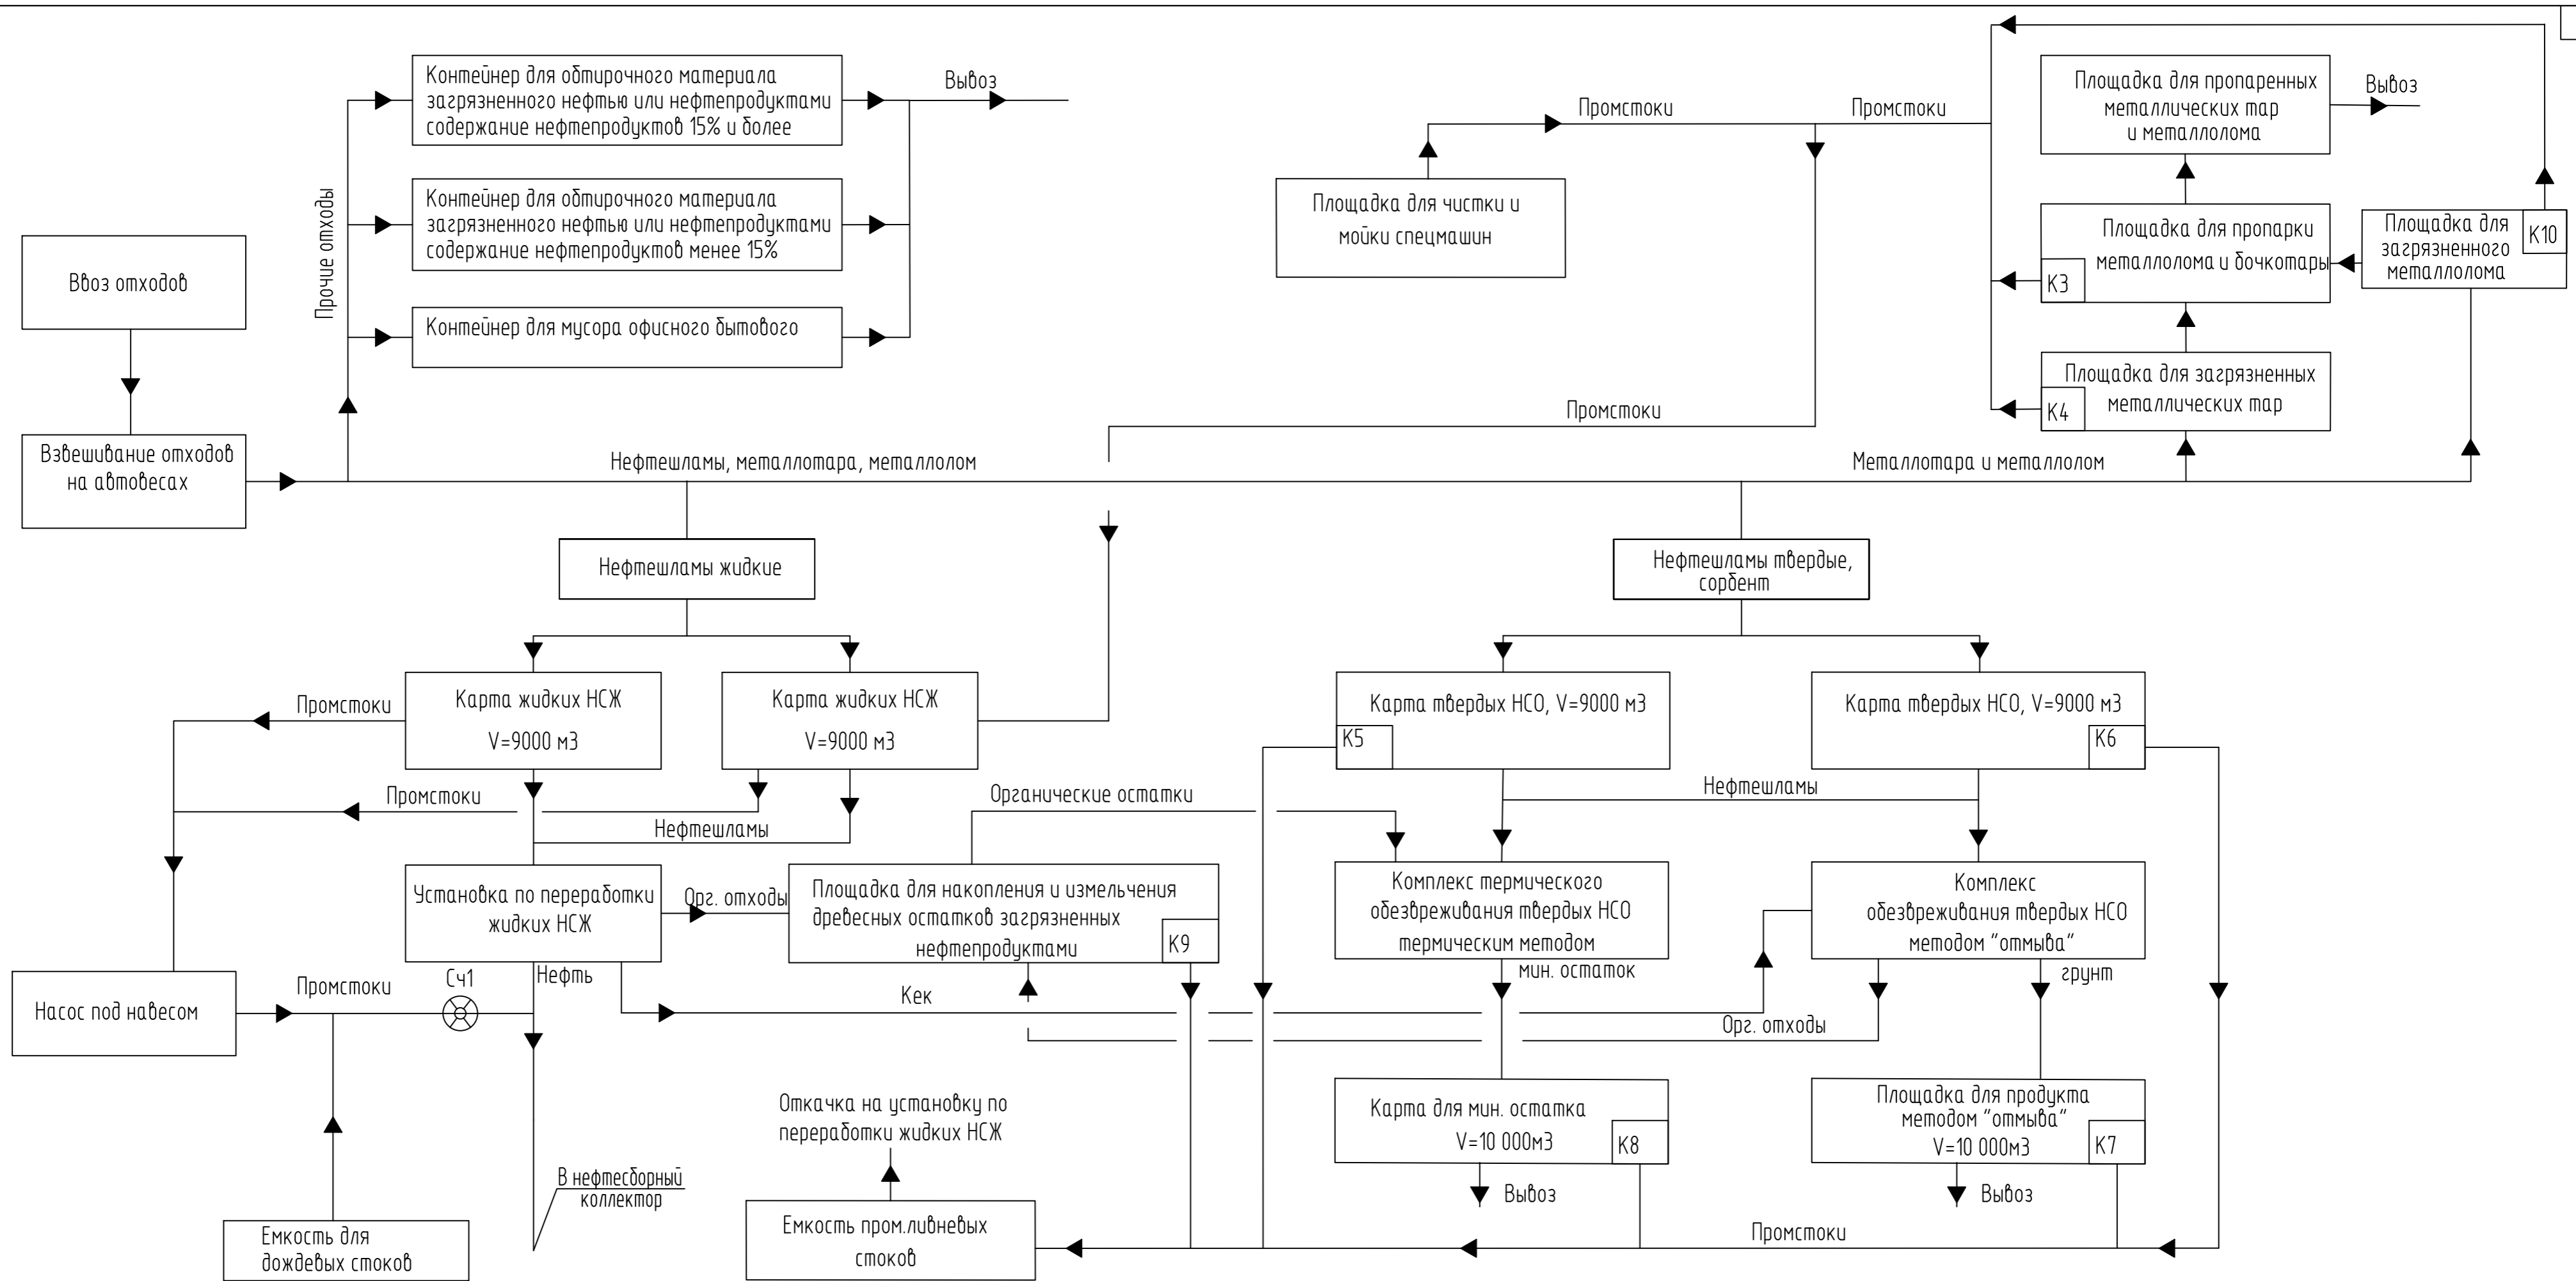 Контейнер для обтирочного материала
загрязненного нефтью или нефтепродуктами
содержание нефтепродуктов 15% и более
Вывоз
Контейнер для обтирочного материала
загрязненного нефтью или нефтепродуктами
содержание нефтепродуктов менее 15%
Контейнер для мусора офисного бытового
Прочие отходы
Ввоз отходов
Взвешивание отходов
на автовесах
Промстоки
Промстоки
Площадка для чистки и
мойки спецмашин
Площадка для пропаренных
металлических тар
и металлолома
Вывоз
Площадка для пропарки
металлолома и бочкотары
К3
Площадка для
загрязненного
металлолома
К10
Площадка для загрязненных
металлических тар
К4
Промстоки
Нефтешламы, металлотара, металлолом
Металлотара и металлолом
Нефтешламы жидкие
Нефтешламы твердые,
сорбент
Промстоки
Карта жидких НСЖ
V=9000 м3
Карта жидких НСЖ
V=9000 м3
Карта твердых НСО, V=9000 м3
К5
Карта твердых НСО, V=9000 м3
К6
Промстоки
Нефтешламы
Органические остатки
Нефтешламы
Установка по переработки
жидких НСЖ
Орг. отходы
Площадка для накопления и измельчения
древесных остатков загрязненных
нефтепродуктами
К9
Комплекс термического
обезвреживания твердых НСО
термическим методом
Комплекс
обезвреживания твердых НСО
методом "отмыва"
мин. остаток
грунт
Насос под навесом
Промстоки
Сч1
Нефть
Кек
Орг. отходы
Откачка на установку по
переработки жидких НСЖ
Карта для мин. остатка
V=10 000м3
К8
Площадка для продукта
методом "отмыва"
V=10 000м3
К7
Вывоз
Вывоз
В нефтесборный
коллектор
Емкость для
дождевых стоков
Емкость пром.ливневых
стоков
Промстоки